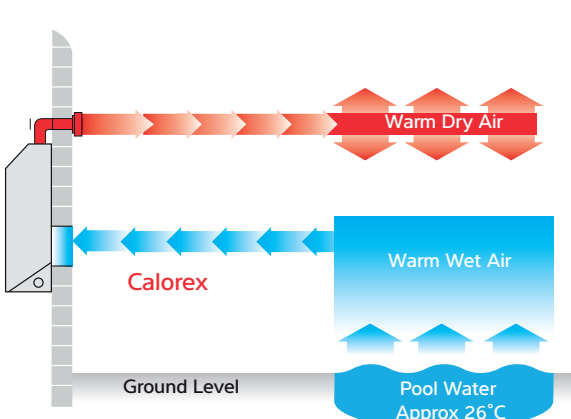 Warm Dry Air
Warm Wet Air
Calorex
Ground Level
Pool Water
Approx 26˚C